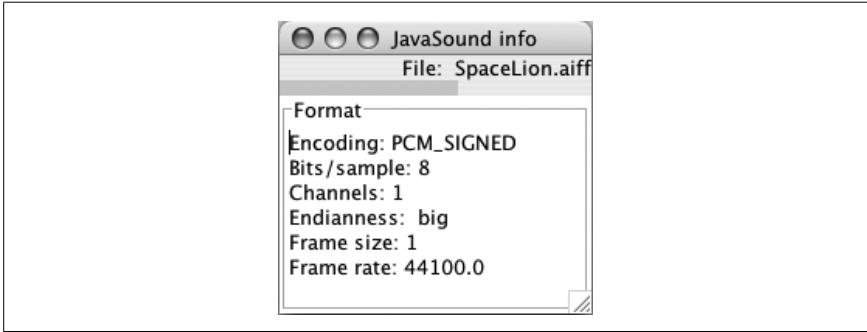 JavaSound info
File: SpaceLion.aiff
Format
Encoding: PCM_SIGNED
Bits/sample: 8
Channels: 1
Endianness: big
Frame size: 1
Frame rate: 44100.0